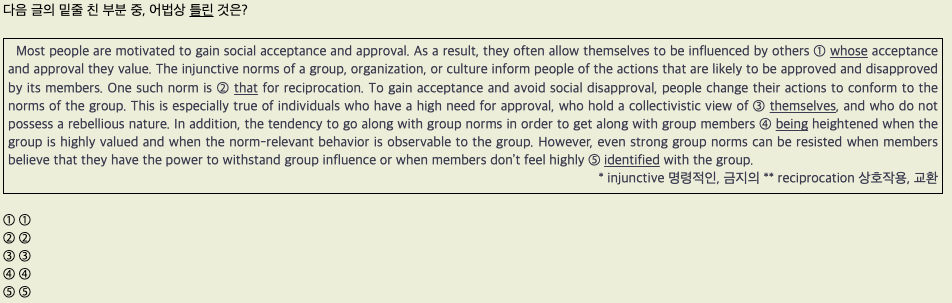 다음 글의 밑줄 친 부분 중, 어법상 틀린 것은?
Most people are motivated to gain social acceptance and approval. As a result, they often allow themselves to be influenced by others ① whose acceptance
and approval they value. The injunctive norms of a group, organization, or culture inform people of the actions that are likely to be approved and disapproved
by its members. One such norm is ② that for reciprocation. To gain acceptance and avoid social disapproval, people change their actions to conform to the
norms of the group. This is especially true of individuals who have a high need for approval, who hold a collectivistic view of ③ themselves, and who do not
possess a rebellious nature. In addition, the tendency to go along with group norms in order to get along with group members ④ being heightened when the
group is highly valued and when the norm-relevant behavior is observable to the group. However, even strong group norms can be resisted when members
believe that they have the power to withstand group influence or when members don't feel highly ⑤ identified with the group.
* injunctive 명령적인, 금지의 ** reciprocation 상호작용, 교환
① ①
② ②
③ ③
④ ④
⑤ ⑤